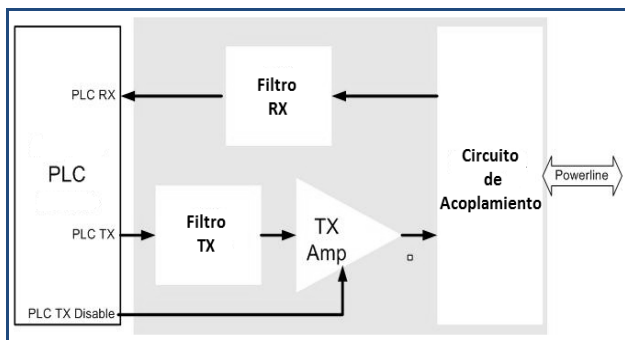 PLC RX
Filtro
RX
PLC
Circuito
de
Acoplamiento
Powerline
PLC TX
Filtro
TX
TX
Amp
PLC TX Disable